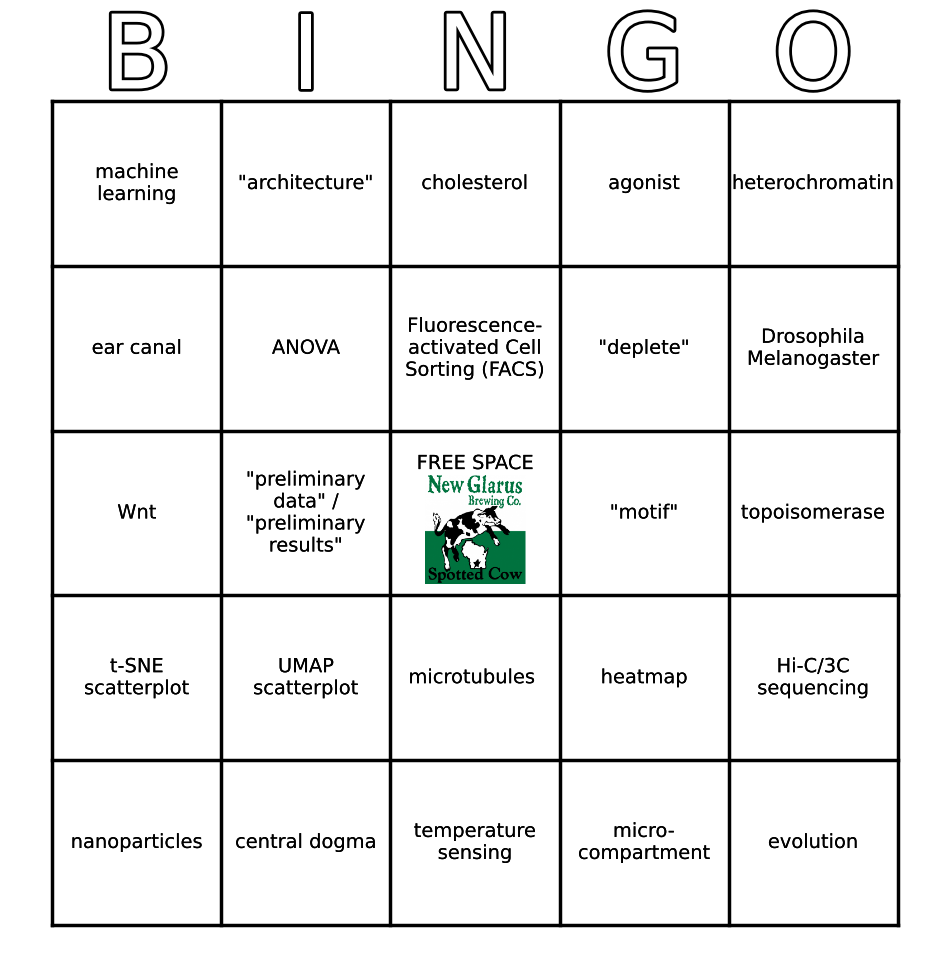 B I N G O
machine
learning
"architecture"
cholesterol
agonist
heterochromatin
ear canal
ANOVA
Fluorescence-
activated Cell
Sorting (FACS)
"deplete"
Drosophila
Melanogaster
Wnt
"preliminary
data" /
"preliminary
results"
FREE SPACE
New Glarus
Brewing Co.
Spotted Cow
"motif"
topoisomerase
t-SNE
scatterplot
UMAP
scatterplot
microtubules
heatmap
Hi-C/3C
sequencing
nanoparticles
central dogma
temperature
sensing
micro-
compartment
evolution